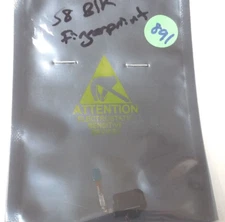 S8 Blk
Fingerprint
891
ATTENTION